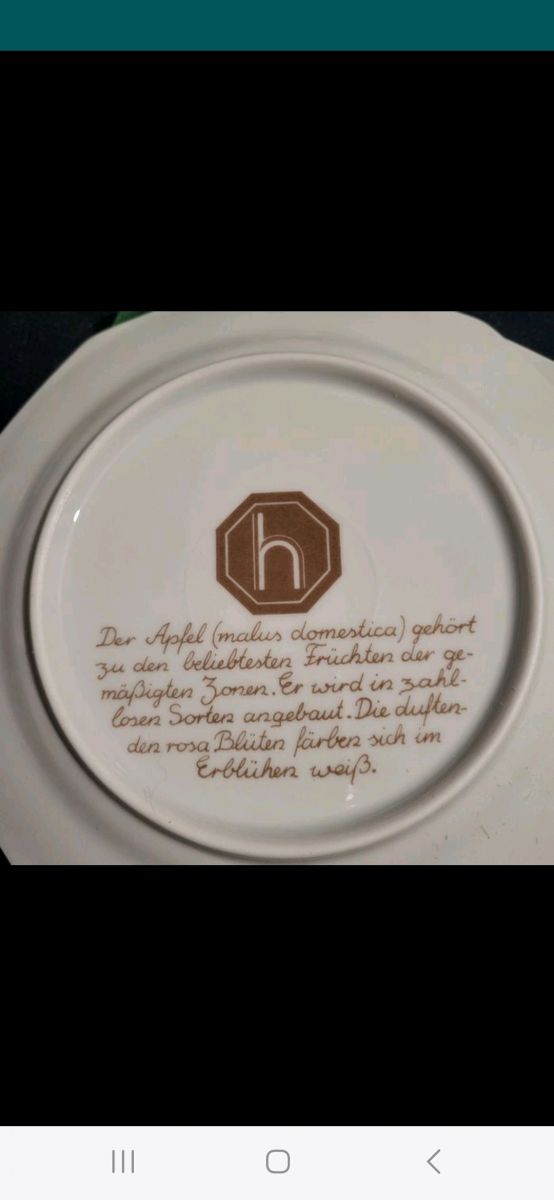 h
Der Apfel (malus domestica) gehört
zu den beliebtesten Früchten der ge-
mäßigten Zonen. Er wird in zahl-
losen Sorten angebaut. Die duften-
den rosa Blüten färben sich im
Erblühen weiß.